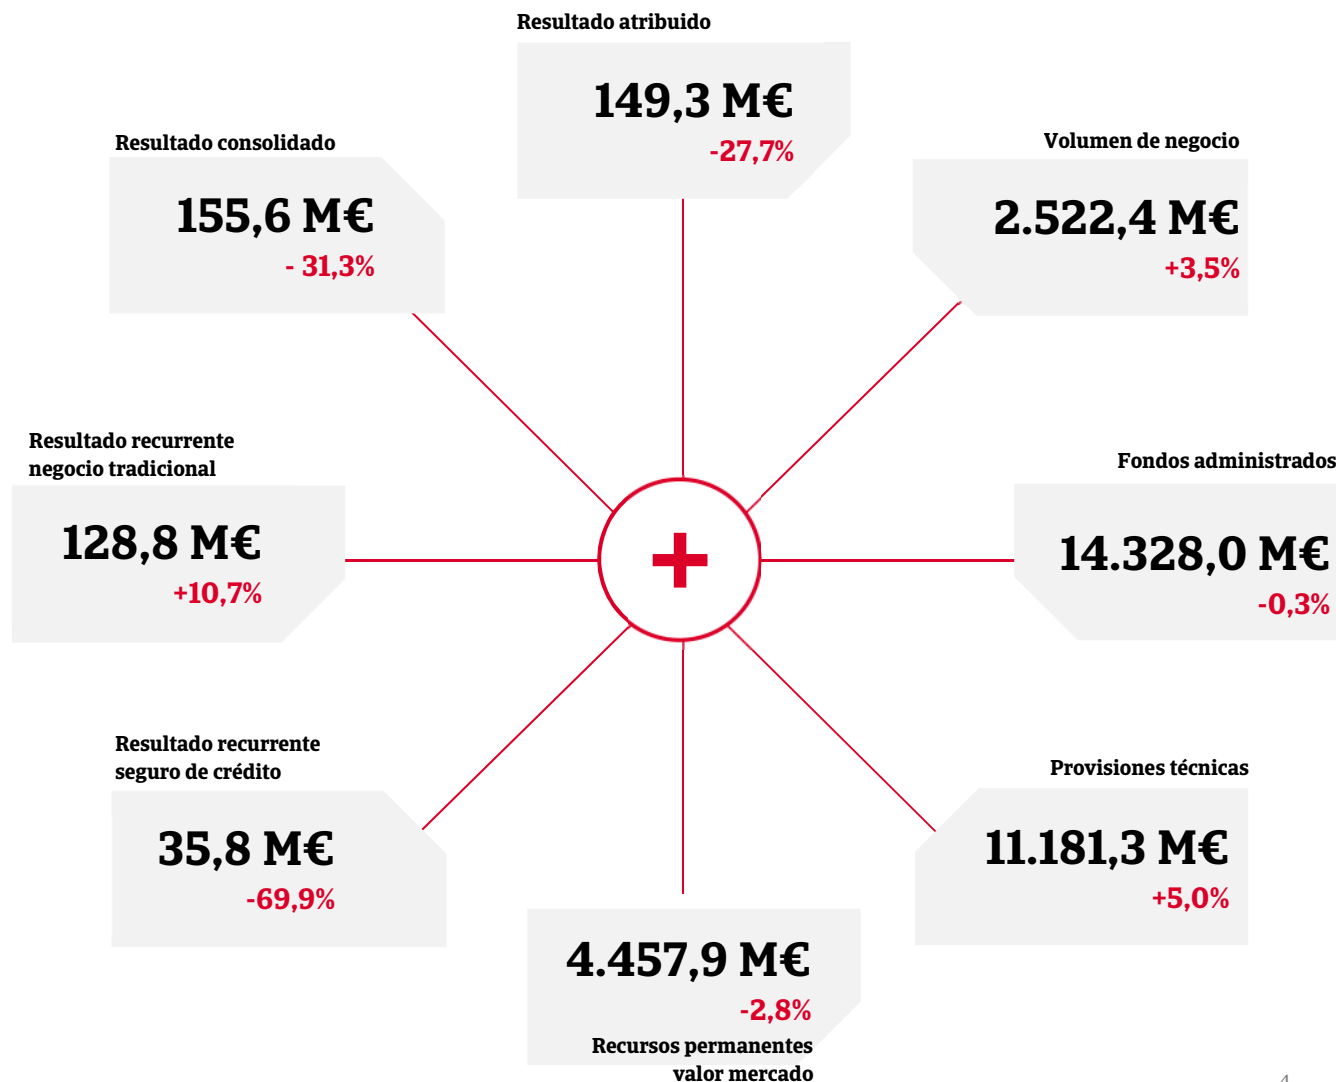 Resultado atribuido
149,3 M€
-27,7%
Resultado consolidado
155,6 M€
- 31,3%
Volumen de negocio
2.522,4 M€
+3,5%
Resultado recurrente
negocio tradicional
128,8 M€
+10,7%
Fondos administrados
14.328,0 M€
-0,3%
Resultado recurrente
seguro de crédito
35,8 M€
-69,9%
Provisiones técnicas
11.181,3 M€
+5,0%
4.457,9 M€
-2,8%
Recursos permanentes
valor mercado
4